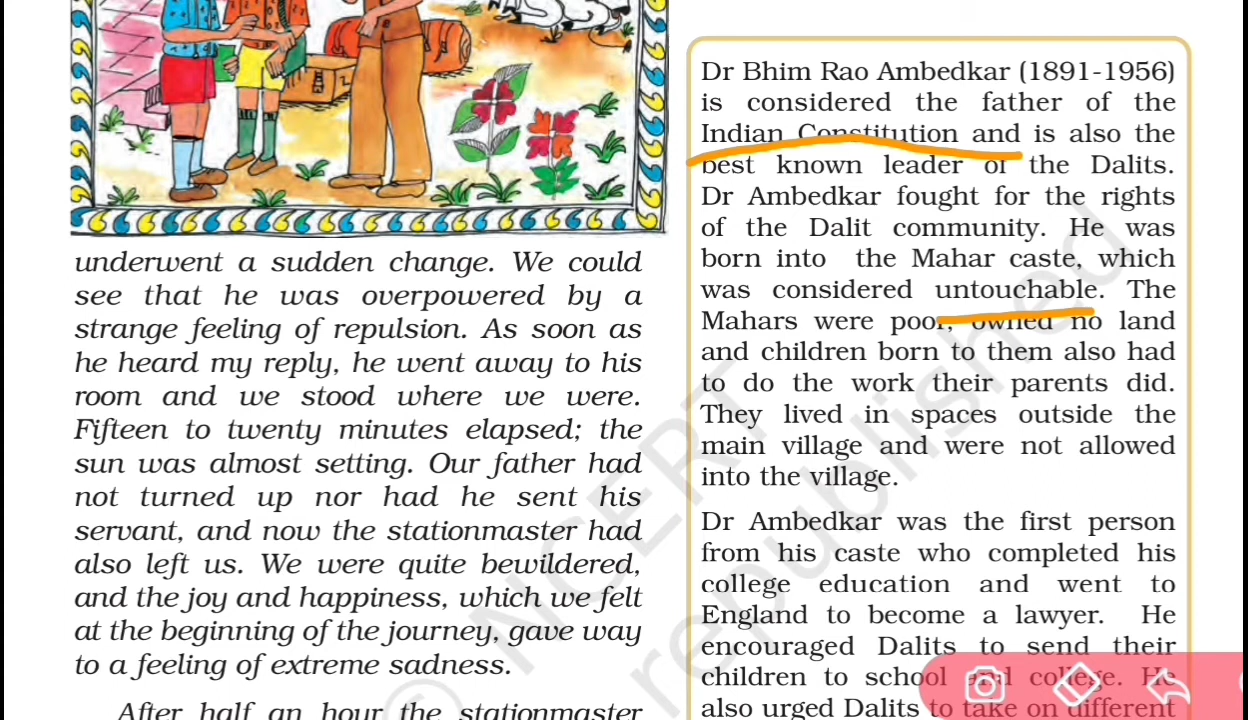 underwent a sudden change. We could
see that he was overpowered by a
strange feeling of repulsion. As soon as
he heard my reply, he went away to his
room and we stood where we were.
Fifteen to twenty minutes elapsed; the
sun was almost setting. Our father had
not turned up nor had he sent his
servant, and now the stationmaster had
also left us. We were quite bewildered,
and the joy and happiness, which we felt
at the beginning of the journey, gave way
to a feeling of extreme sadness.
After half an hour the stationmaster
Dr Bhim Rao Ambedkar (1891-1956)
is considered the father of the
Indian Constitution and is also the
best known leader of the Dalits.
Dr Ambedkar fought for the rights
of the Dalit community. He was
born into the Mahar caste, which
was considered untouchable. The
Mahars were poor, owned no land
and children born to them also had
to do the work their parents did.
They lived in spaces outside the
main village and were not allowed
into the village.
Dr Ambedkar was the first person
from his caste who completed his
college education and went to
England to become a lawyer. He
encouraged Dalits to send their
children to school and college. He
also urged Dalits to take on different
© NCERT
republished